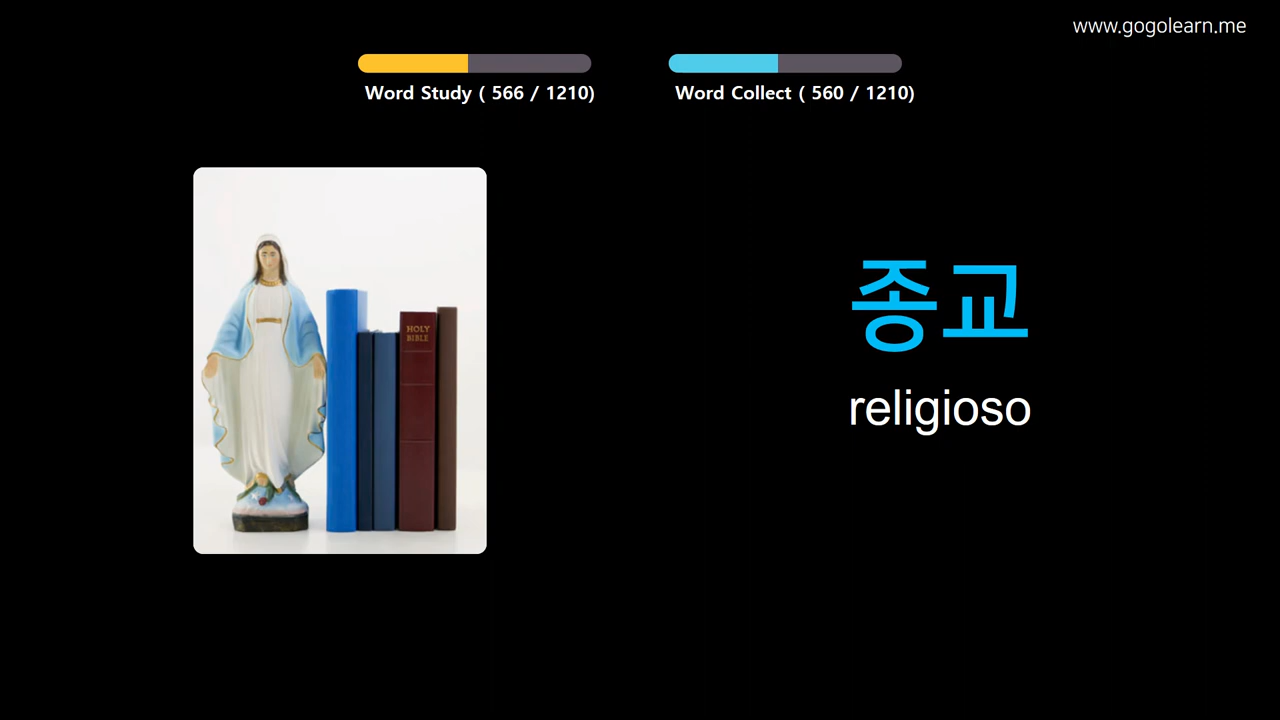 www.gogolearn.me
Word Study ( 566 / 1210)
Word Collect ( 560 / 1210)
HOLY
BIBLE
종교
religioso